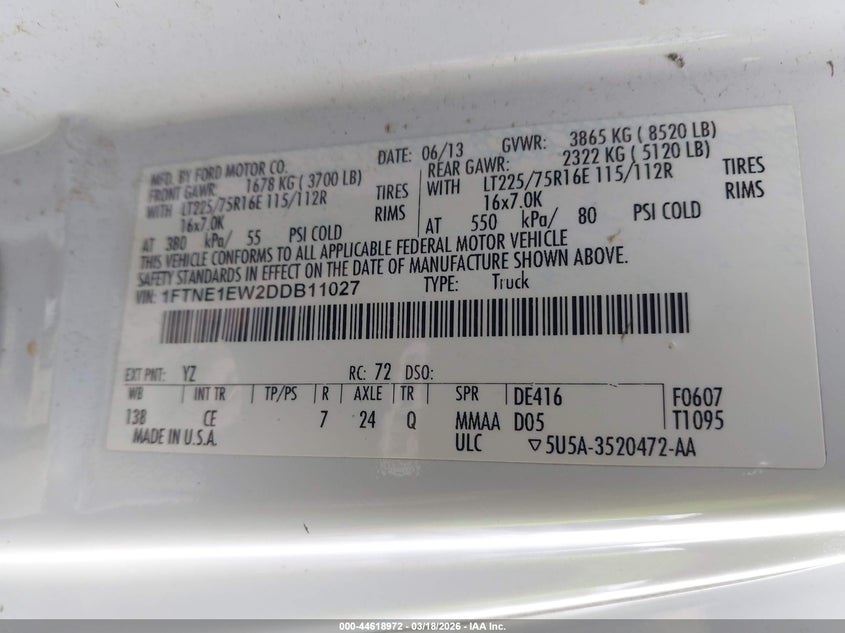 MFD. BY FORD MOTOR CO.
DATE: 06/13 GVWR: 3865 KG ( 8520 LB)
FRONT GAWR: 1678 KG ( 3700 LB) REAR GAWR: 2322 KG ( 5120 LB)
WITH LT225/75R16E 115/112R TIRES WITH LT225/75R16E 115/112R TIRES
16x7.0K RIMS 16x7.0K RIMS
AT 380 kPa/ 55 PSI COLD AT 550 kPa/ 80 PSI COLD
THIS VEHICLE CONFORMS TO ALL APPLICABLE FEDERAL MOTOR VEHICLE
SAFETY STANDARDS IN EFFECT ON THE DATE OF MANUFACTURE SHOWN ABOVE.
VIN: 1FTNE1EW2DDB11027 TYPE: Truck
EXT PNT: YZ RC: 72 DSO:
WB INT TR TP/PS R AXLE TR SPR DE416 F0607
138 CE 7 24 Q MMAA D05 T1095
MADE IN U.S.A. ULC ▽5U5A-3520472-AA
000-44618972 — 03/18/2026 — IAA Inc.